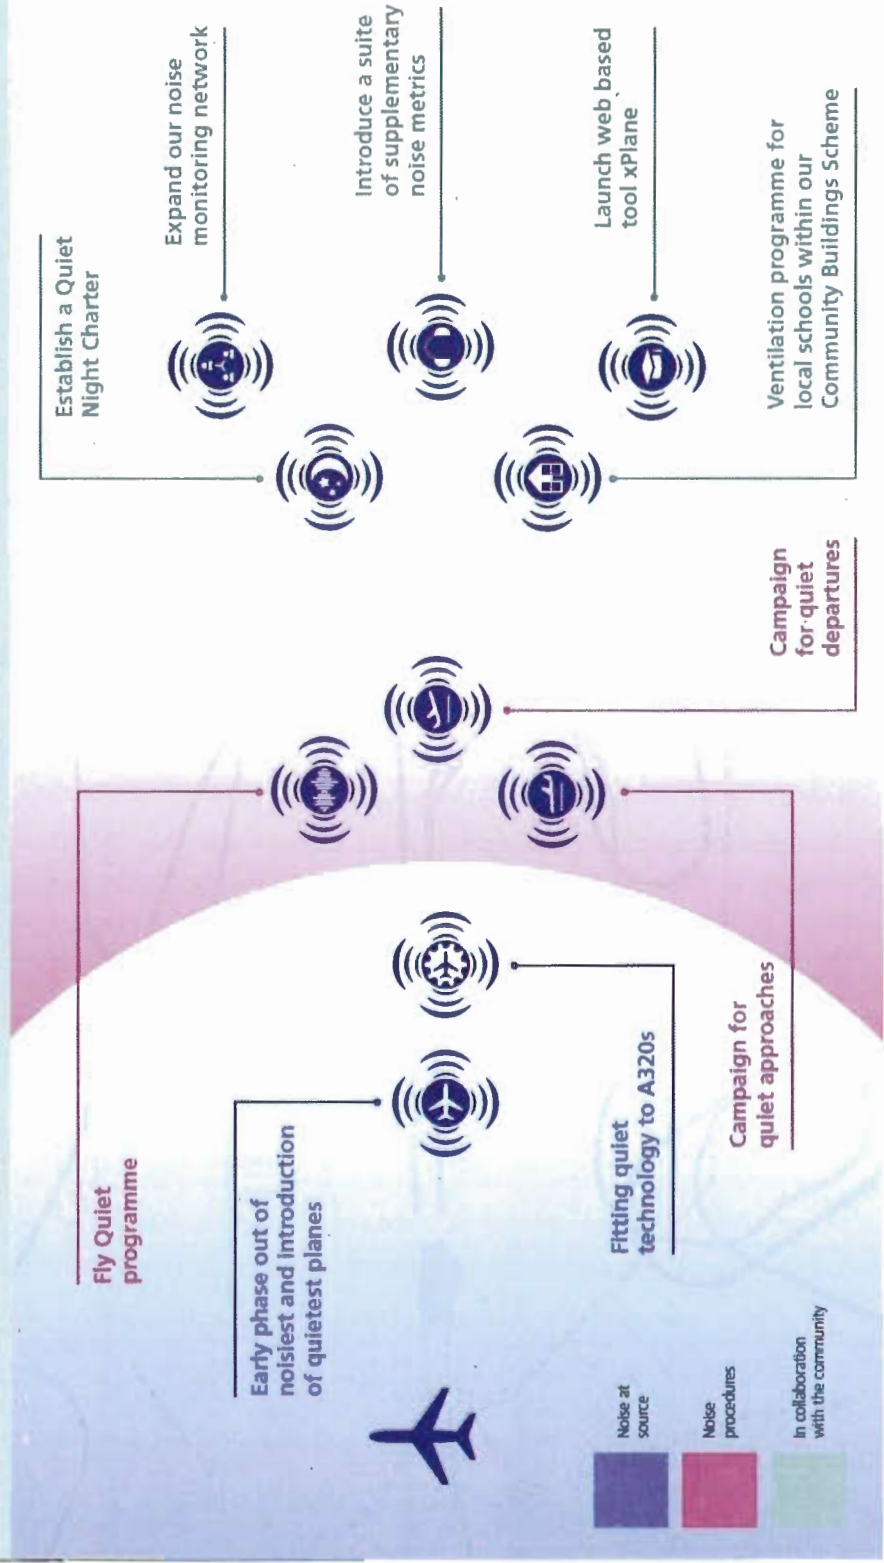 Fly Quiet
programme
Early phase out of
noisiest and introduction
of quietest planes
Fitting quiet
technology to A320s
Campaign for
quiet approaches
Campaign
for quiet
departures
Establish a Quiet
Night Charter
Expand our noise
monitoring network
Introduce a suite
of supplementary
noise metrics
Launch web based
tool xPlane
Ventilation programme for
local schools within our
Community Buildings Scheme
Noise at
source
Noise
procedures
In collaboration
with the community